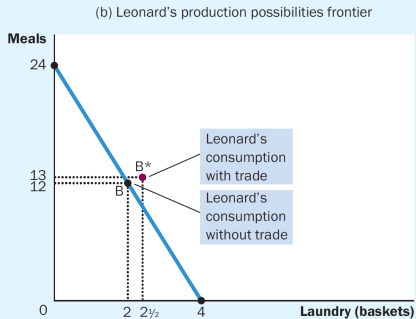 (b) Leonard's production possibilities frontier
Meals
24
13
12
0
B*
B
Leonard's
consumption
with trade
Leonard's
consumption
without trade
2 2½ 4
Laundry (baskets)